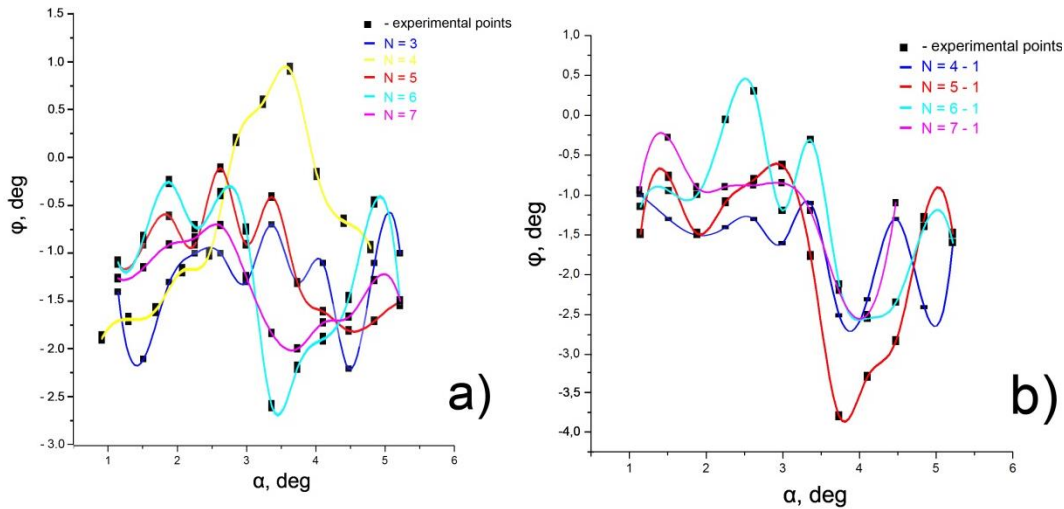 - experimental points
N = 3
N = 4
N = 5
N = 6
N = 7
1.5
1.0
0.5
0.0
-0.5
-1.0
-1.5
-2.0
-2.5
-3.0
φ, deg
1
2
3
4
5
6
α, deg
a)
- experimental points
N = 4 - 1
N = 5 - 1
N = 6 - 1
N = 7 - 1
0,5
0,0
-0,5
-1,0
-1,5
-2,0
-2,5
-3,0
-3,5
-4,0
φ, deg
1
2
3
4
5
6
α, deg
b)